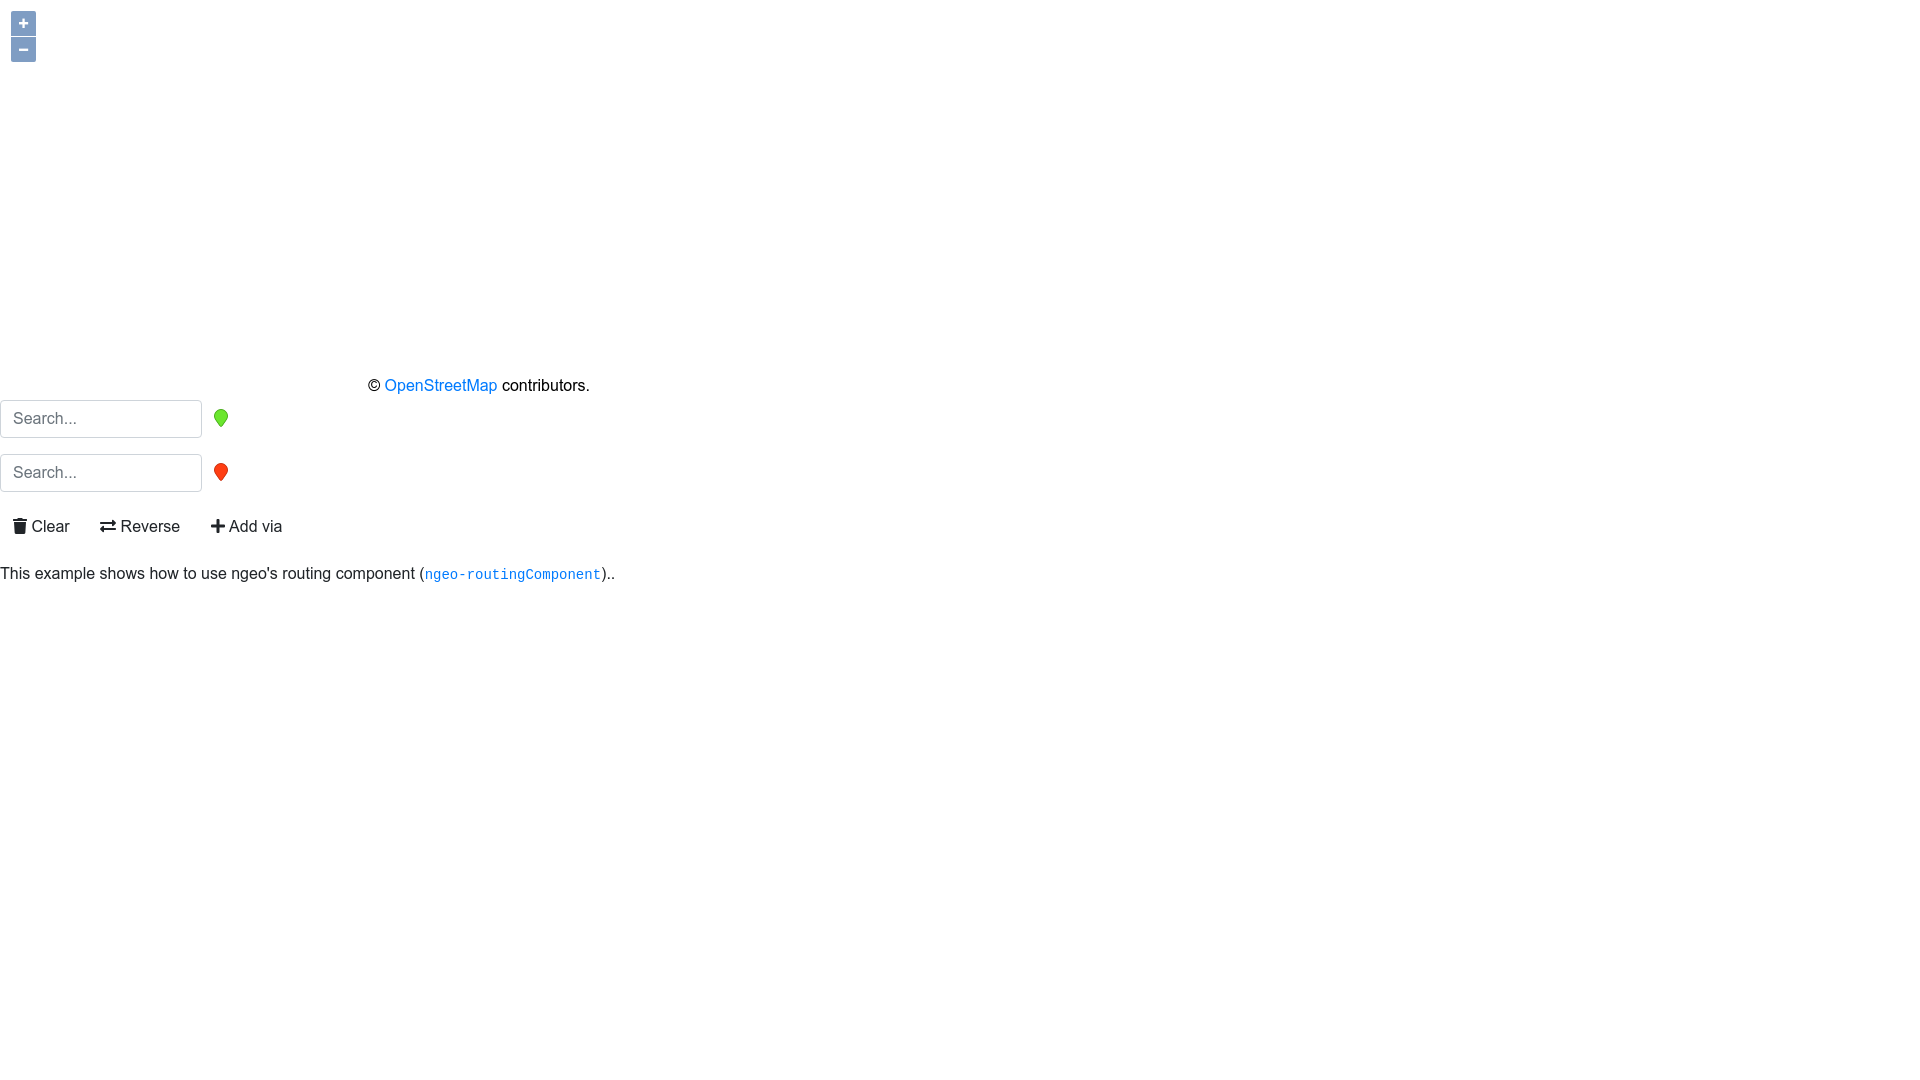 +
−
© OpenStreetMap contributors.
Search...
Search...
Clear Reverse Add via
This example shows how to use ngeo's routing component (ngeo-routingComponent)..